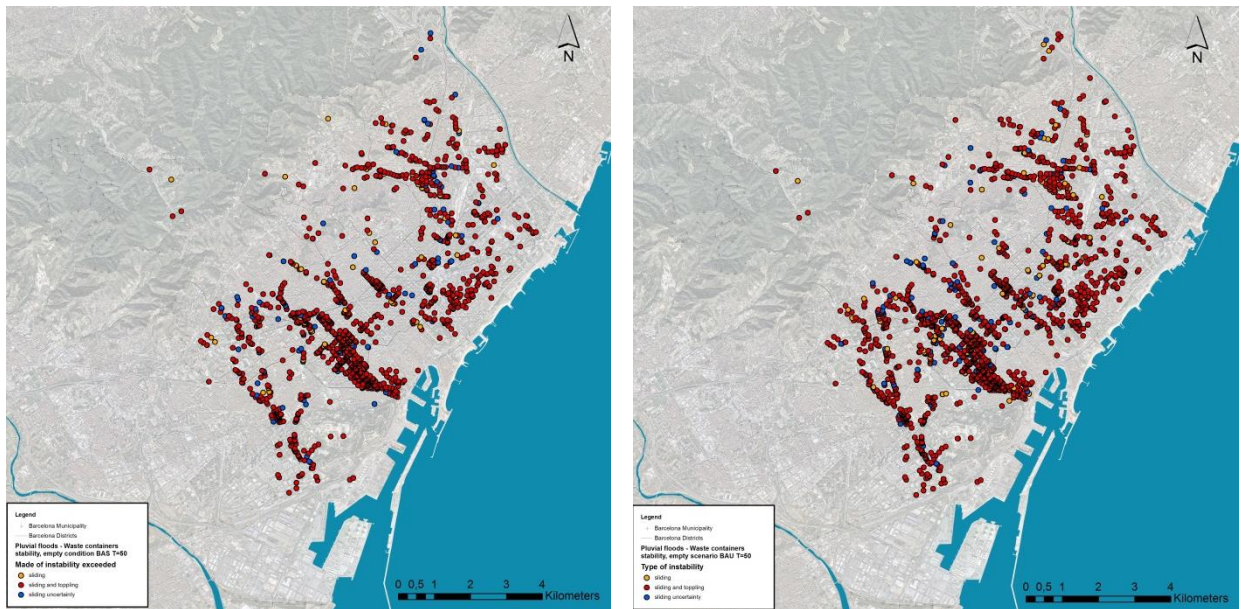 N
Legend
Barcelona Municipality
Barcelona Districts
Pluvial floods - Waste containers
stability, empty condition BAS T=50
Made of instability exceeded
sliding
sliding and toppling
sliding uncertainty
0 0,5 1 2 3 4
Kilometers
N
Legend
Barcelona Municipality
Barcelona Districts
Pluvial floods - Waste containers
stability, empty scenario BAU T=50
Type of instability
sliding
sliding and toppling
sliding uncertainty
0 0,5 1 2 3 4
Kilometers